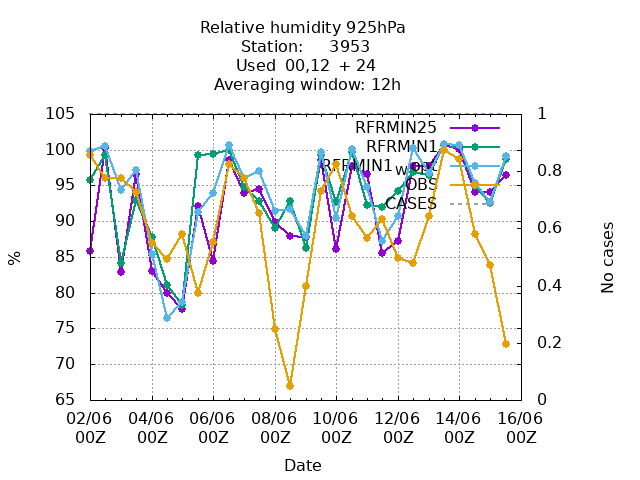 Relative humidity 925hPa
Station: 3953
Used 00,12 + 24
Averaging window: 12h
105 1
RFRMIN25
100 RFRMIN1
RFRMIN1
95 0.8
OBS
CASES
90
0.6
85
80 0.4
75
0.2
70
65 0
%
No cases
02/06 04/06 06/06 08/06 10/06 12/06 14/06 16/06
00Z 00Z 00Z 00Z 00Z 00Z 00Z 00Z
Date